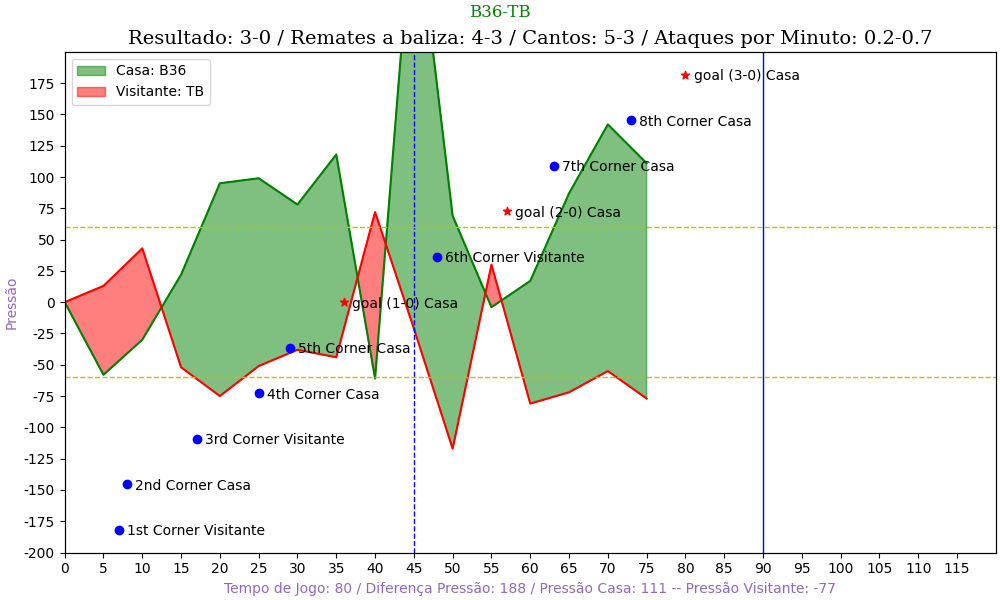 B36-TB
Resultado: 3-0 / Remates a baliza: 4-3 / Cantos: 5-3 / Ataques por Minuto: 0.2-0.7
Casa: B36
Visitante: TB
goal (3-0) Casa
8th Corner Casa
7th Corner Casa
goal (2-0) Casa
6th Corner Visitante
goal (1-0) Casa
5th Corner Casa
4th Corner Casa
3rd Corner Visitante
2nd Corner Casa
1st Corner Visitante
Pressão
175
150
125
100
75
50
25
0
-25
-50
-75
-100
-125
-150
-175
-200
0 5 10 15 20 25 30 35 40 45 50 55 60 65 70 75 80 85 90 95 100 105 110 115
Tempo de Jogo: 80 / Diferença Pressão: 188 / Pressão Casa: 111 -- Pressão Visitante: -77